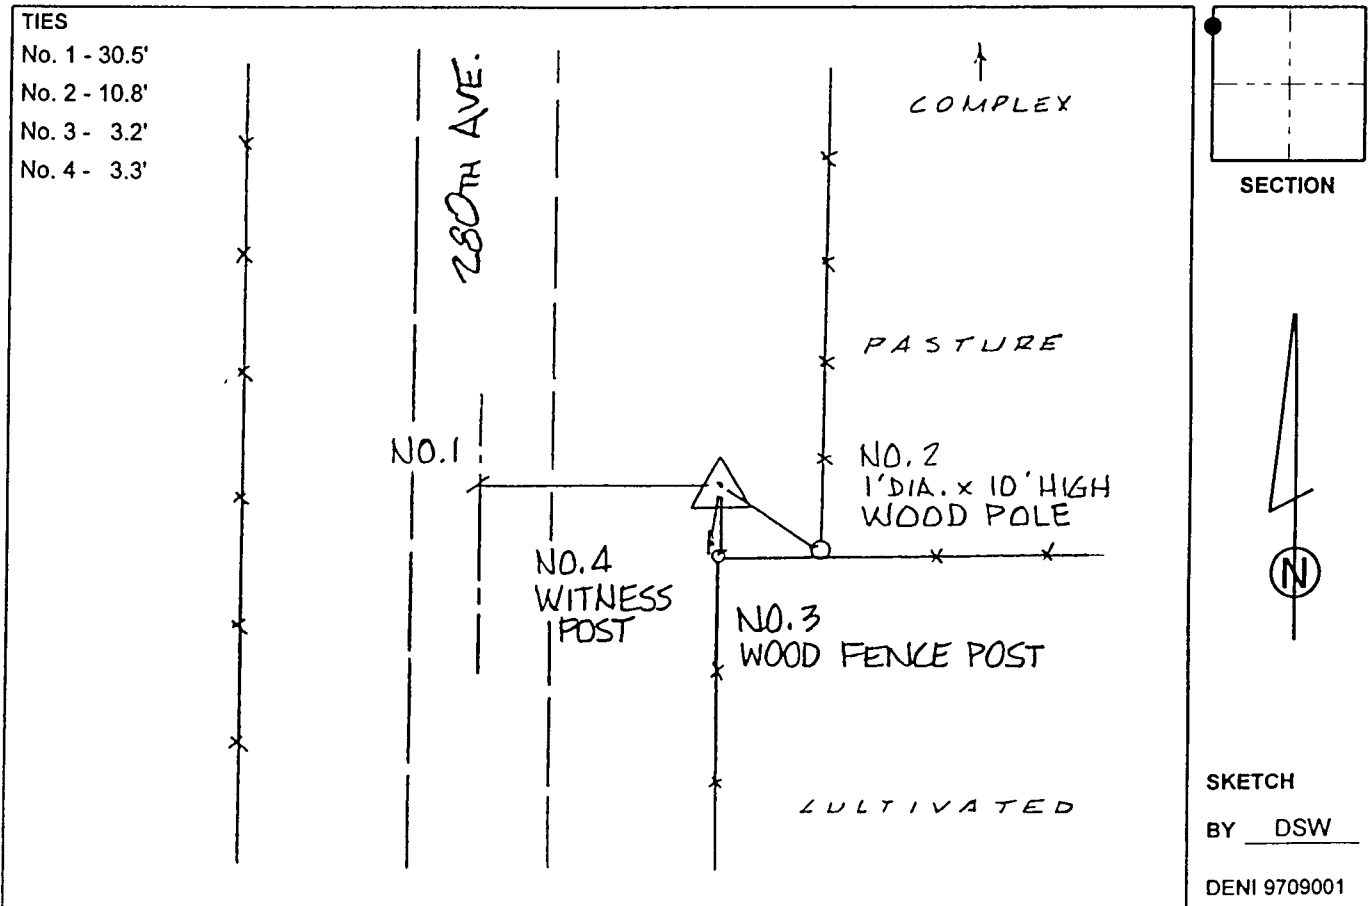 TIES
No. 1 - 30.5'
No. 2 - 10.8'
No. 3 - 3.2'
No. 4 - 3.3'
280TH AVE.
COMPLEX
SECTION
PASTURE
NO.1
NO. 2
1' DIA. x 10' HIGH
WOOD POLE
N
NO.4
WITNESS
POST
NO.3
WOOD FENCE POST
CULTIVATED
SKETCH
BY DSW
DENI 9709001